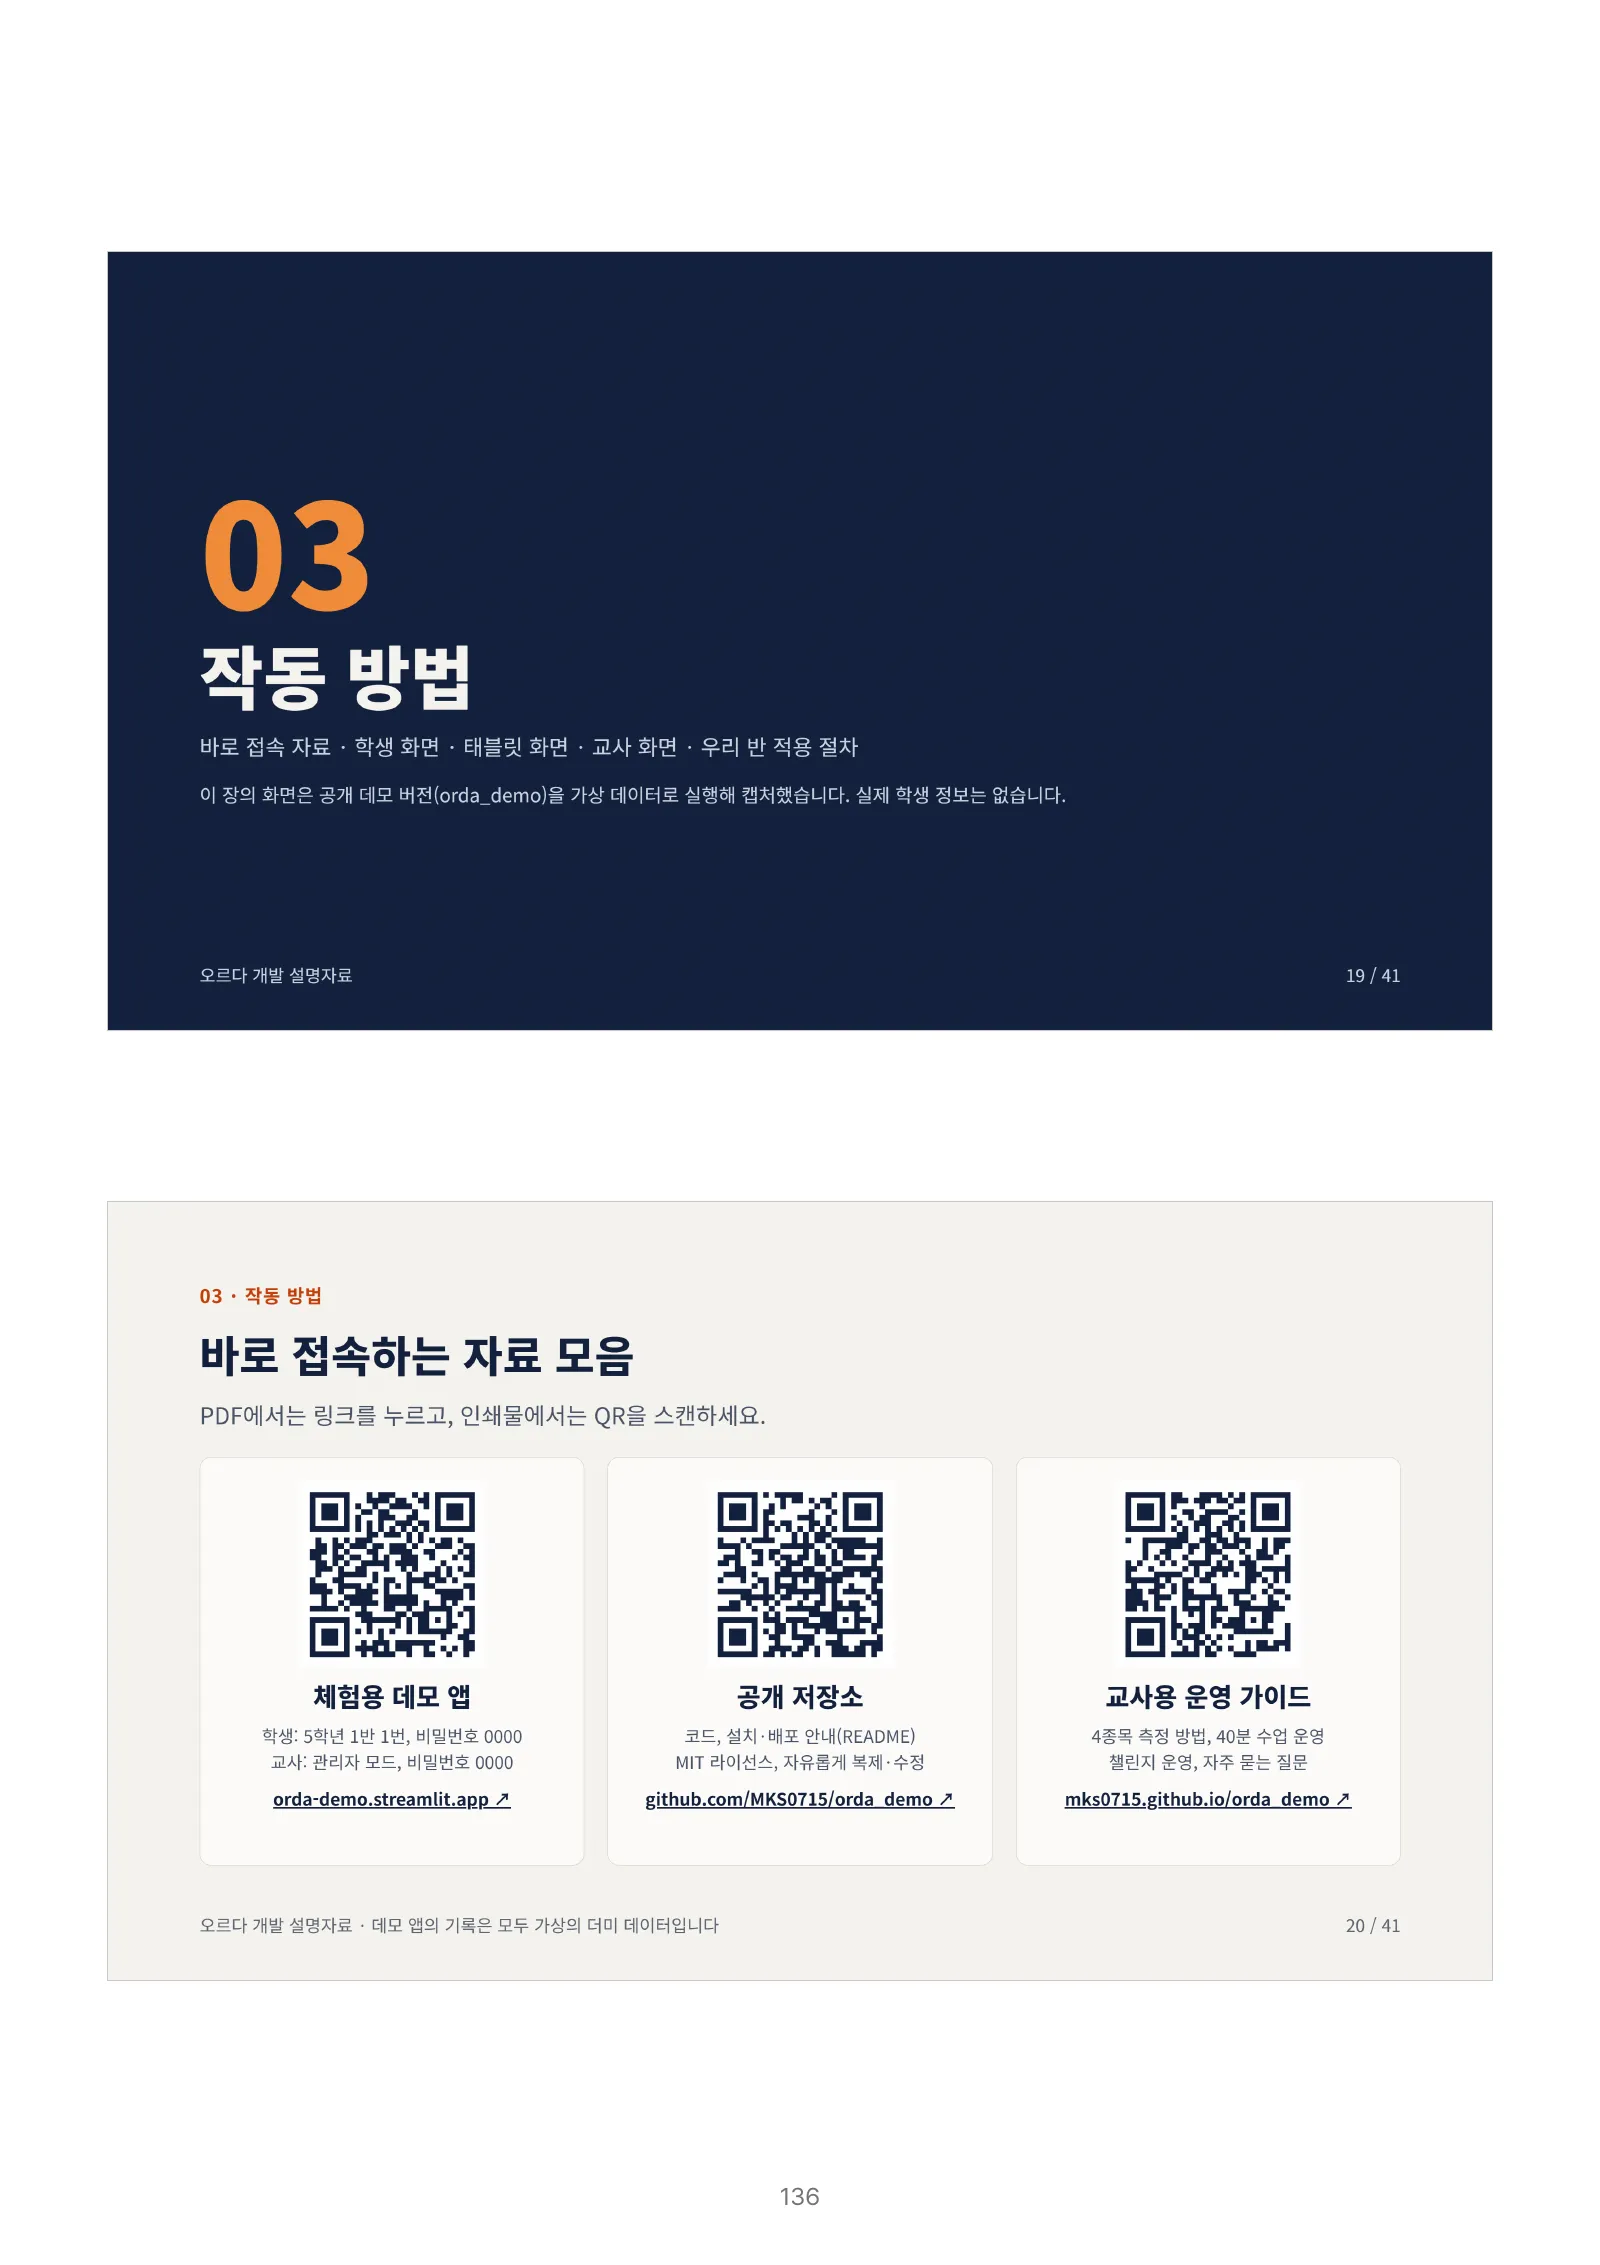 03
작동 방법
바로 접속 자료 · 학생 화면 · 태블릿 화면 · 교사 화면 · 우리 반 적용 절차
이 장의 화면은 공개 데모 버전(orda_demo)을 가상 데이터로 실행해 캡처했습니다. 실제 학생 정보는 없습니다.
오르다 개발 설명자료
19 / 41
03 · 작동 방법
바로 접속하는 자료 모음
PDF에서는 링크를 누르고, 인쇄물에서는 QR을 스캔하세요.
체험용 데모 앱
학생: 5학년 1반 1번, 비밀번호 0000
교사: 관리자 모드, 비밀번호 0000
orda-demo.streamlit.app ↗
공개 저장소
코드, 설치·배포 안내(README)
MIT 라이선스, 자유롭게 복제·수정
github.com/MKS0715/orda_demo ↗
교사용 운영 가이드
4종목 측정 방법, 40분 수업 운영
챌린지 운영, 자주 묻는 질문
mks0715.github.io/orda_demo ↗
오르다 개발 설명자료 · 데모 앱의 기록은 모두 가상의 더미 데이터입니다
20 / 41
136